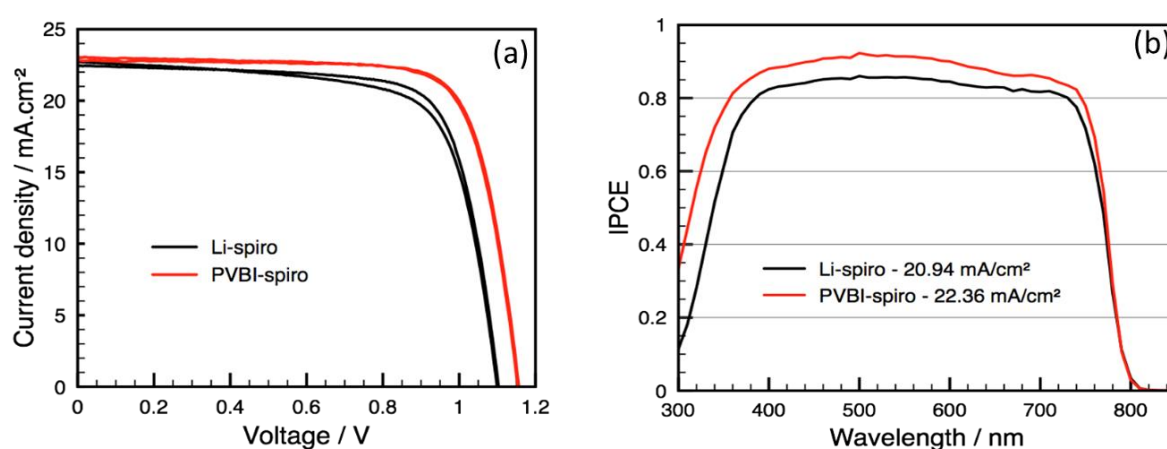 (a)
25
20
15
10
5
0
Current density / mA.cm⁻²
Li-spiro
PVBI-spiro
0 0.2 0.4 0.6 0.8 1 1.2
Voltage / V
(b)
1
0.8
0.6
0.4
0.2
0
IPCE
Li-spiro - 20.94 mA/cm²
PVBI-spiro - 22.36 mA/cm²
300 400 500 600 700 800
Wavelength / nm